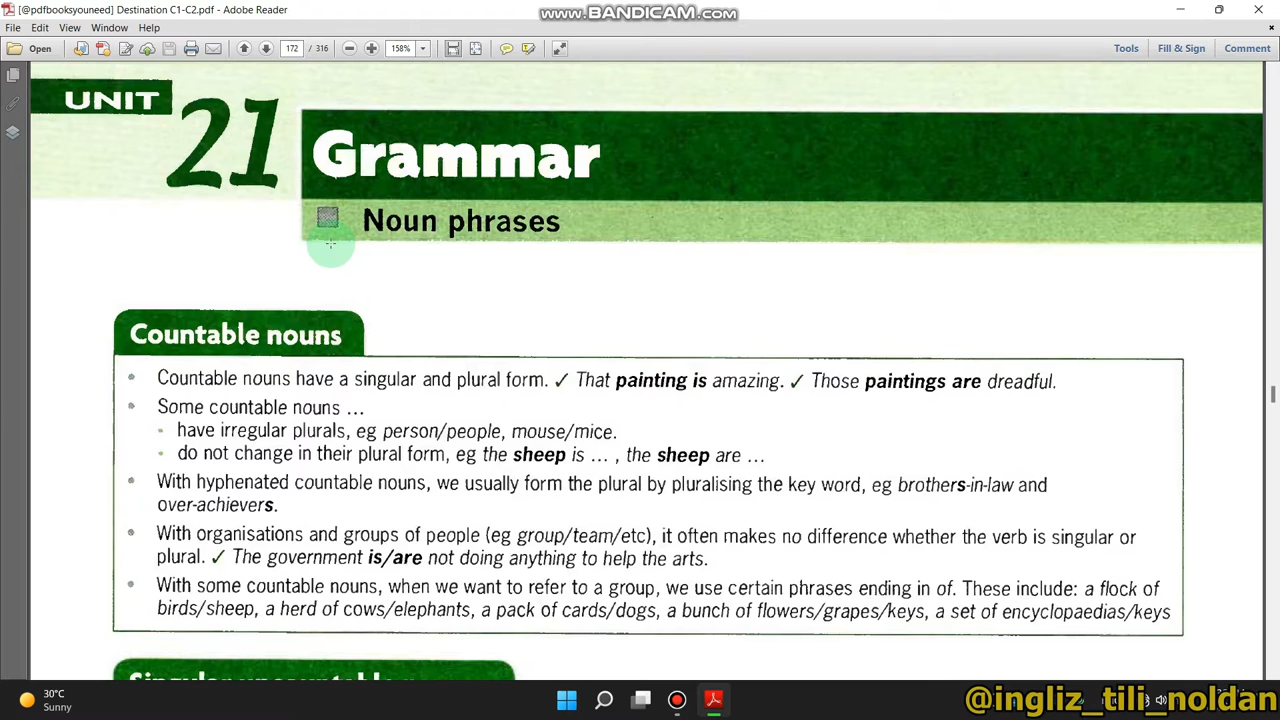 [@pdfbooksyouneed] Destination C1-C2.pdf - Adobe Reader
www.BANDICAM.com
File Edit View Window Help
Open 172 / 316 158% Tools Fill & Sign Comment
UNIT
21
Grammar
Noun phrases
Countable nouns
• Countable nouns have a singular and plural form. ✓ That painting is amazing. ✓ Those paintings are dreadful.
• Some countable nouns …
• have irregular plurals, eg person/people, mouse/mice.
• do not change in their plural form, eg the sheep is … , the sheep are …
• With hyphenated countable nouns, we usually form the plural by pluralising the key word, eg brothers-in-law and
over-achievers.
• With organisations and groups of people (eg group/team/etc), it often makes no difference whether the verb is singular or
plural. ✓ The government is/are not doing anything to help the arts.
• With some countable nouns, when we want to refer to a group, we use certain phrases ending in of. These include: a flock of
birds/sheep, a herd of cows/elephants, a pack of cards/dogs, a bunch of flowers/grapes/keys, a set of encyclopaedias/keys
30°C
Sunny
@ingliz_tili_noldan